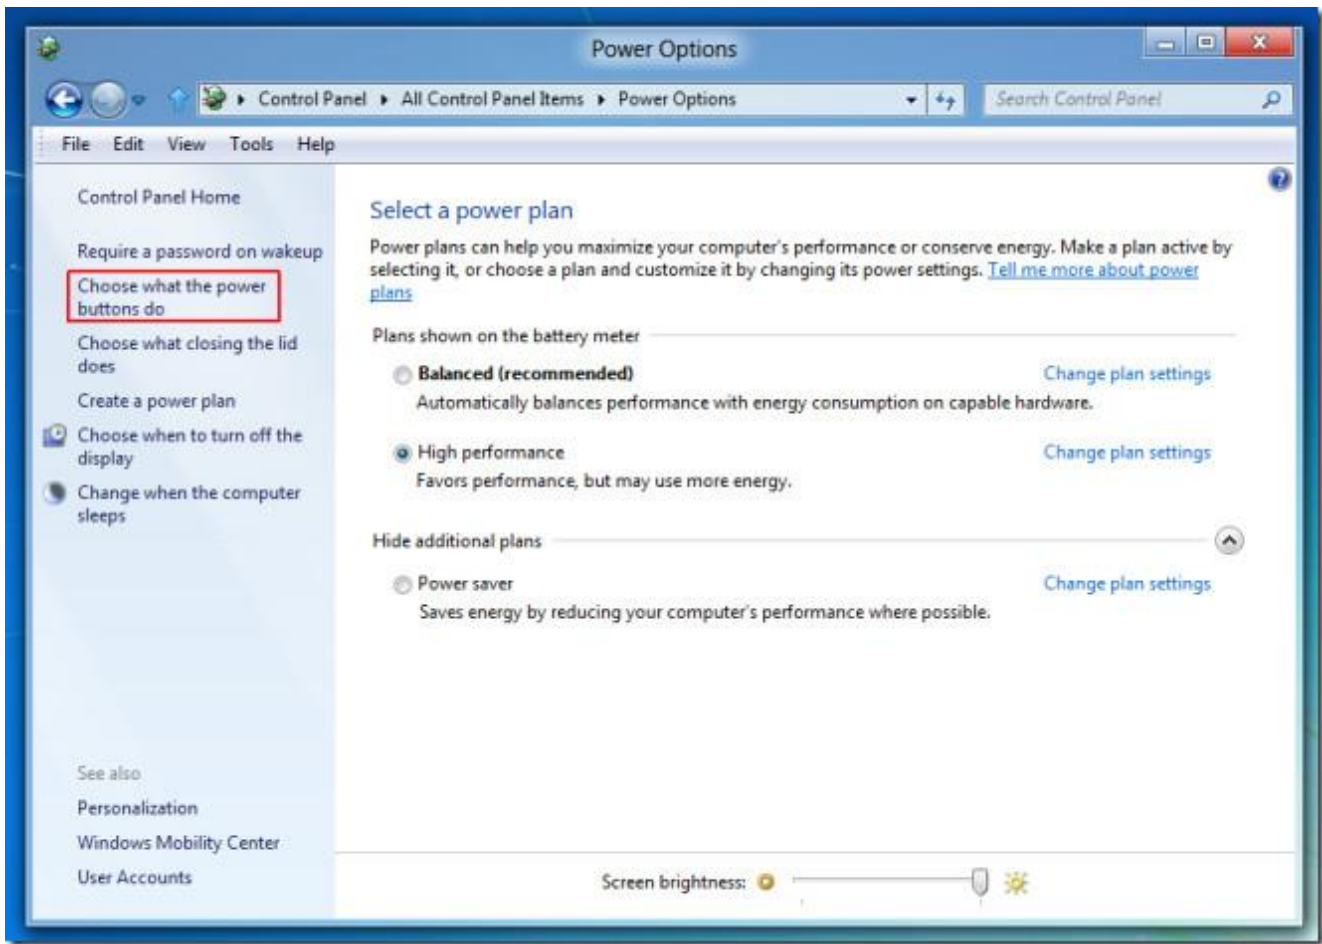 Power Options
Control Panel All Control Panel Items Power Options
Search Control Panel
File Edit View Tools Help
Control Panel Home
Require a password on wakeup
Choose what the power
buttons do
Choose what closing the lid
does
Create a power plan
Choose when to turn off the
display
Change when the computer
sleeps
See also
Personalization
Windows Mobility Center
User Accounts
Select a power plan
Power plans can help you maximize your computer's performance or conserve energy. Make a plan active by
selecting it, or choose a plan and customize it by changing its power settings. Tell me more about power
plans
Plans shown on the battery meter
Balanced (recommended) Change plan settings
Automatically balances performance with energy consumption on capable hardware.
High performance Change plan settings
Favors performance, but may use more energy.
Hide additional plans
Power saver Change plan settings
Saves energy by reducing your computer's performance where possible.
Screen brightness: